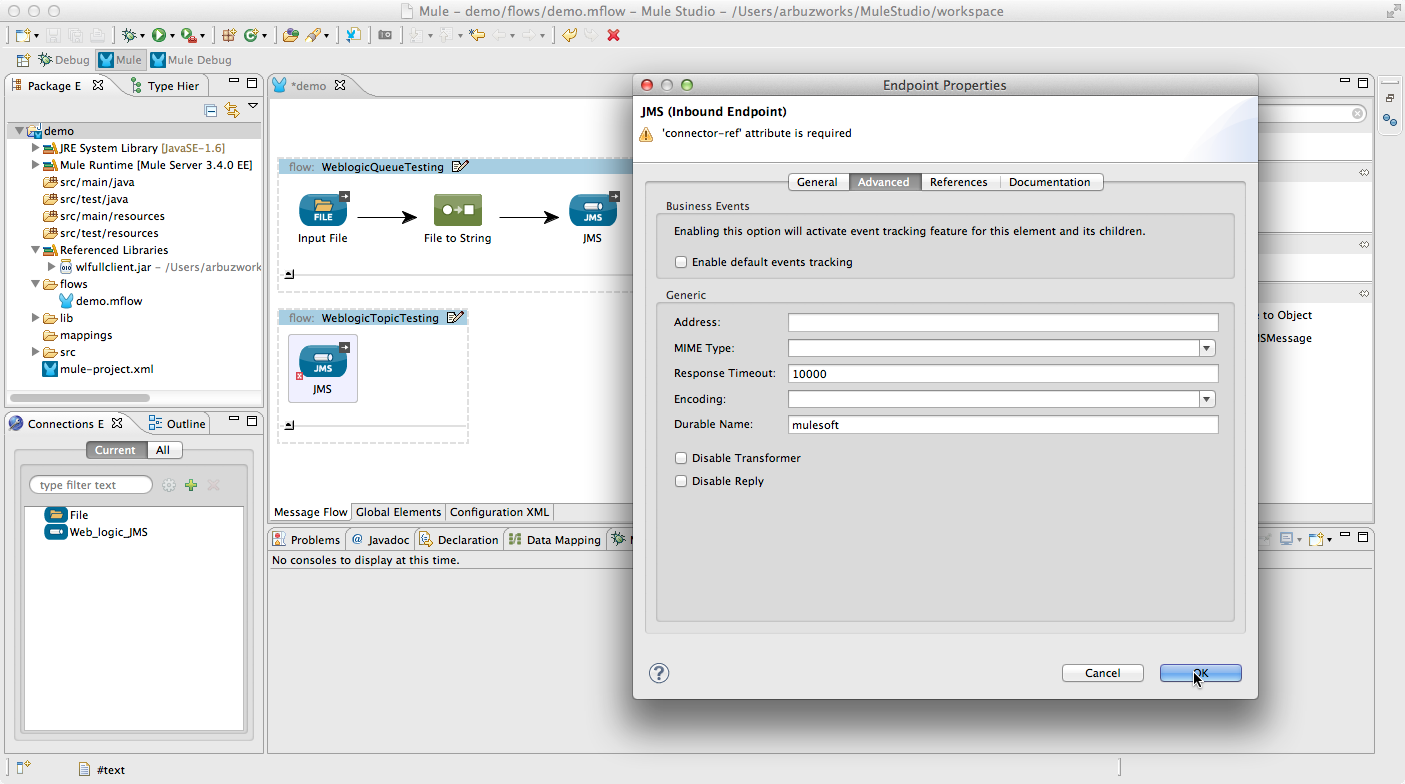 Mule – demo/flows/demo.mflow – Mule Studio – /Users/arbuzworks/MuleStudio/workspace
Debug Mule Mule Debug
Package E Type Hier
demo
JRE System Library [JavaSE-1.6]
Mule Runtime [Mule Server 3.4.0 EE]
src/main/java
src/test/java
src/main/resources
src/test/resources
Referenced Libraries
wlfullclient.jar – /Users/arbuzwork
flows
demo.mflow
lib
mappings
src
mule-project.xml
Connections E Outline
Current All
type filter text
File
Web_logic_JMS
*demo
flow: WeblogicQueueTesting
FILE
JMS
Input File
File to String
JMS
flow: WeblogicTopicTesting
JMS
JMS
Message Flow Global Elements Configuration XML
Problems @ Javadoc Declaration Data Mapping
No consoles to display at this time.
Endpoint Properties
JMS (Inbound Endpoint)
'connector-ref' attribute is required
General Advanced References Documentation
Business Events
Enabling this option will activate event tracking feature for this element and its children.
Enable default events tracking
Generic
Address:
MIME Type:
Response Timeout: 10000
Encoding:
Durable Name: mulesoft
Disable Transformer
Disable Reply
? Cancel OK
to Object
SMessage
#text